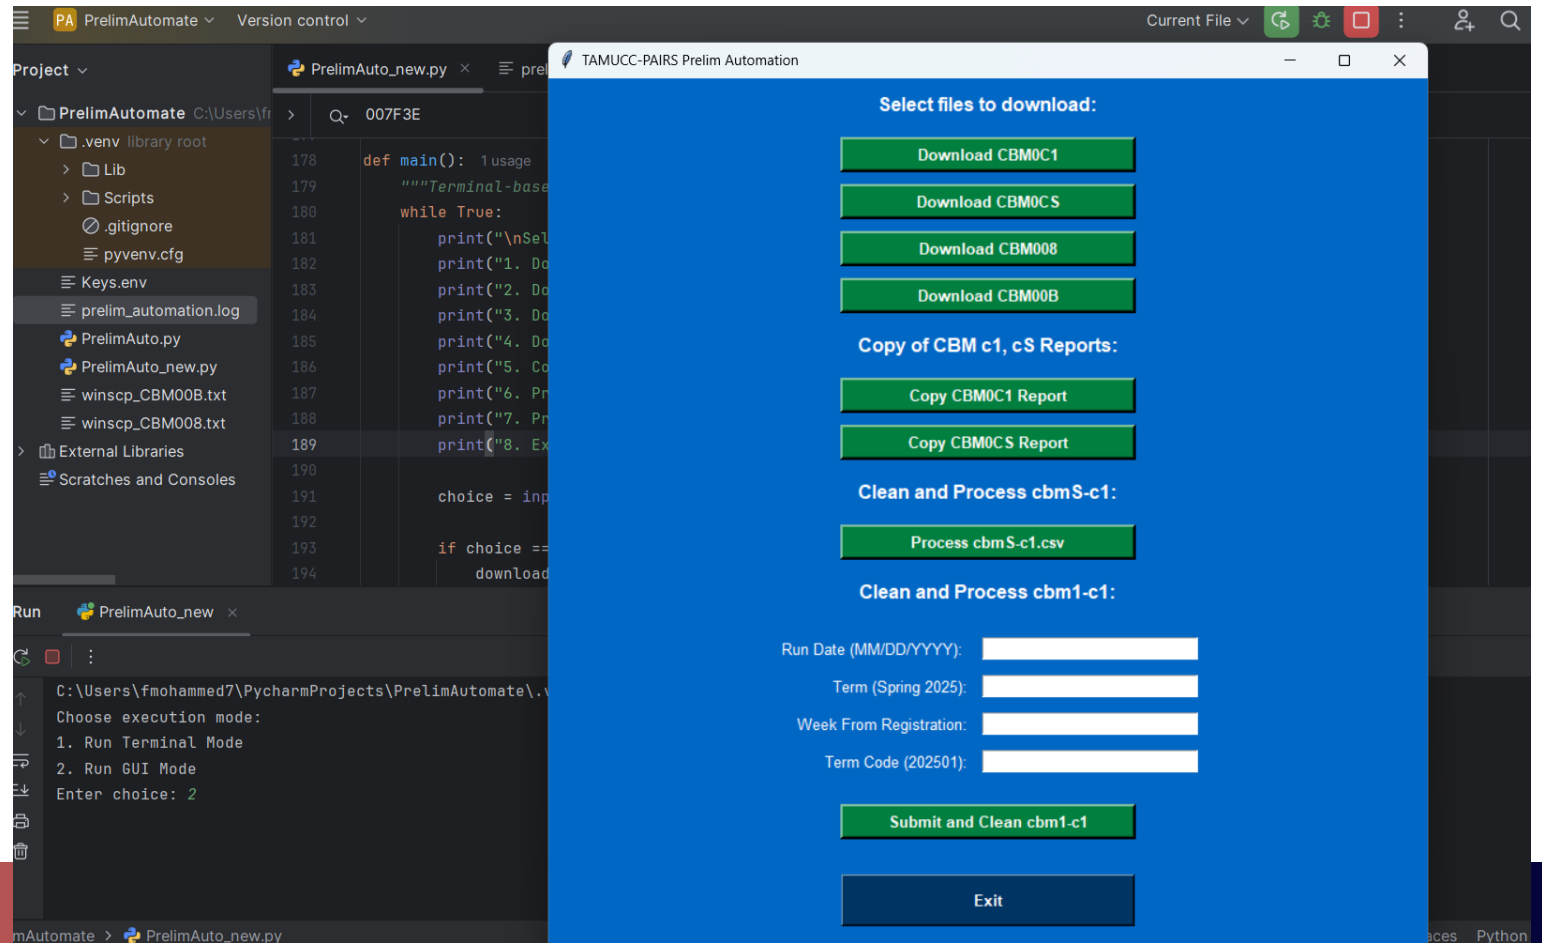 PA PrelimAutomate Version control Current File
Project
PrelimAutomate C:\Users\f
.venv library root
Lib
Scripts
.gitignore
pyvenv.cfg
Keys.env
prelim_automation.log
PrelimAuto.py
PrelimAuto_new.py
winscp_CBM00B.txt
winscp_CBM008.txt
External Libraries
Scratches and Consoles
PrelimAuto_new.py prel
007F3E
178 def main(): 1 usage
179 """Terminal-base
180 while True:
181 print("\nSel
182 print("1. Do
183 print("2. Do
184 print("3. Do
185 print("4. Do
186 print("5. Co
187 print("6. Pr
188 print("7. Pr
189 print("8. Ex
190
191 choice = inp
192
193 if choice ==
194 download
Run PrelimAuto_new
C:\Users\fmohammed7\PycharmProjects\PrelimAutomate\.v
Choose execution mode:
1. Run Terminal Mode
2. Run GUI Mode
Enter choice: 2
mAutomate > PrelimAuto_new.py
TAMUCC-PAIRS Prelim Automation
Select files to download:
Download CBM0C1
Download CBM0CS
Download CBM008
Download CBM00B
Copy of CBM c1, cS Reports:
Copy CBM0C1 Report
Copy CBM0CS Report
Clean and Process cbmS-c1:
Process cbmS-c1.csv
Clean and Process cbm1-c1:
Run Date (MM/DD/YYYY):
Term (Spring 2025):
Week From Registration:
Term Code (202501):
Submit and Clean cbm1-c1
Exit
aces Python